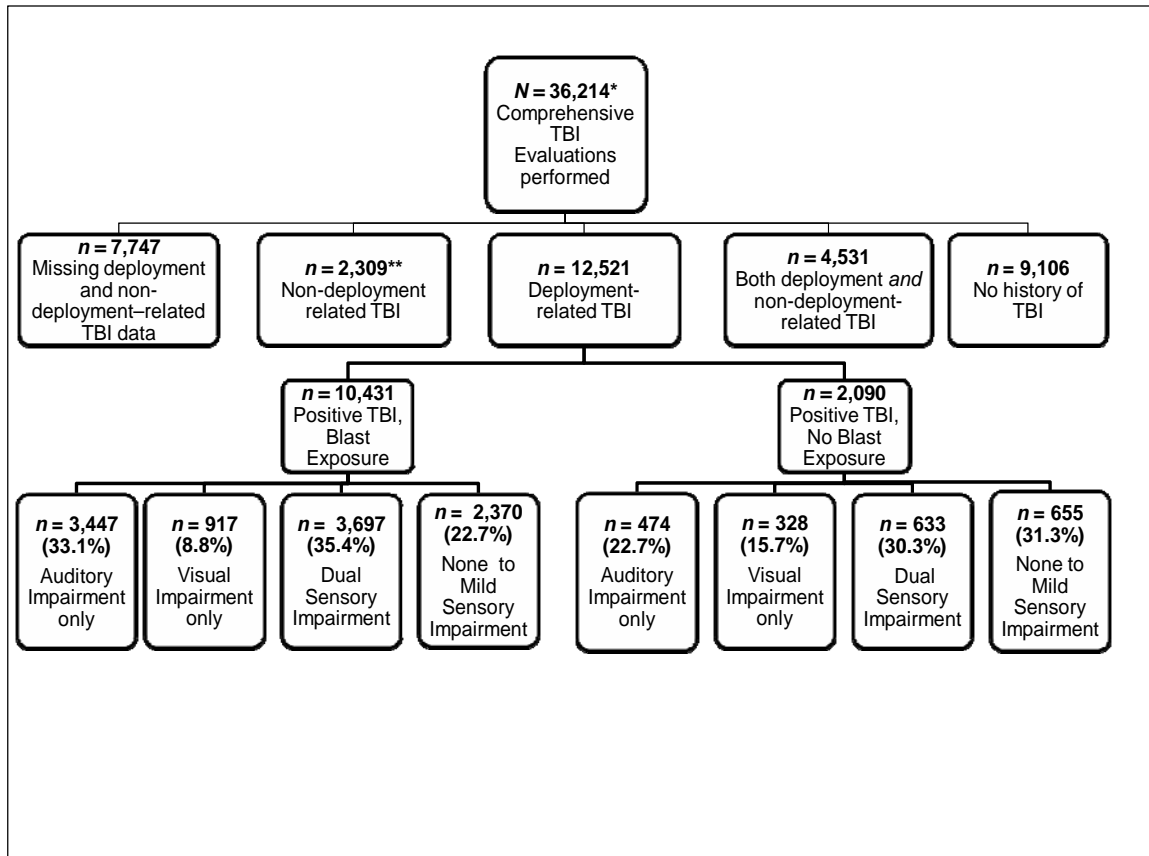 N = 36,214*
Comprehensive
TBI
Evaluations
performed
n = 7,747
Missing deployment
and non-
deployment–related
TBI data
n = 2,309**
Non-deployment
related TBI
n = 12,521
Deployment-
related TBI
n = 4,531
Both deployment and
non-deployment-
related TBI
n = 9,106
No history of
TBI
n = 10,431
Positive TBI,
Blast
Exposure
n = 2,090
Positive TBI,
No Blast
Exposure
n = 3,447
(33.1%)
Auditory
Impairment
only
n = 917
(8.8%)
Visual
Impairment
only
n = 3,697
(35.4%)
Dual
Sensory
Impairment
n = 2,370
(22.7%)
None to
Mild
Sensory
Impairment
n = 474
(22.7%)
Auditory
Impairment
only
n = 328
(15.7%)
Visual
Impairment
only
n = 633
(30.3%)
Dual
Sensory
Impairment
n = 655
(31.3%)
None to
Mild
Sensory
Impairment